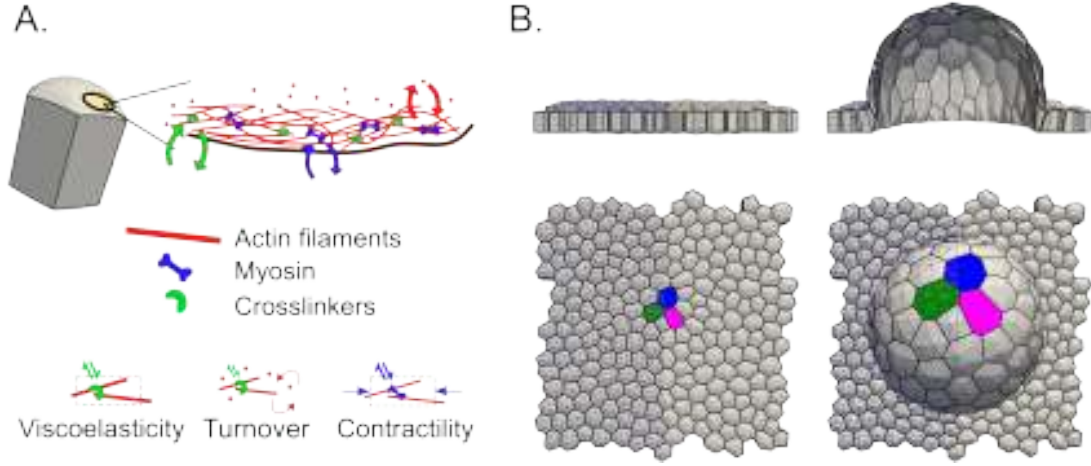 A.
B.
Actin filaments
Myosin
Crosslinkers
Viscoelasticity Turnover Contractility